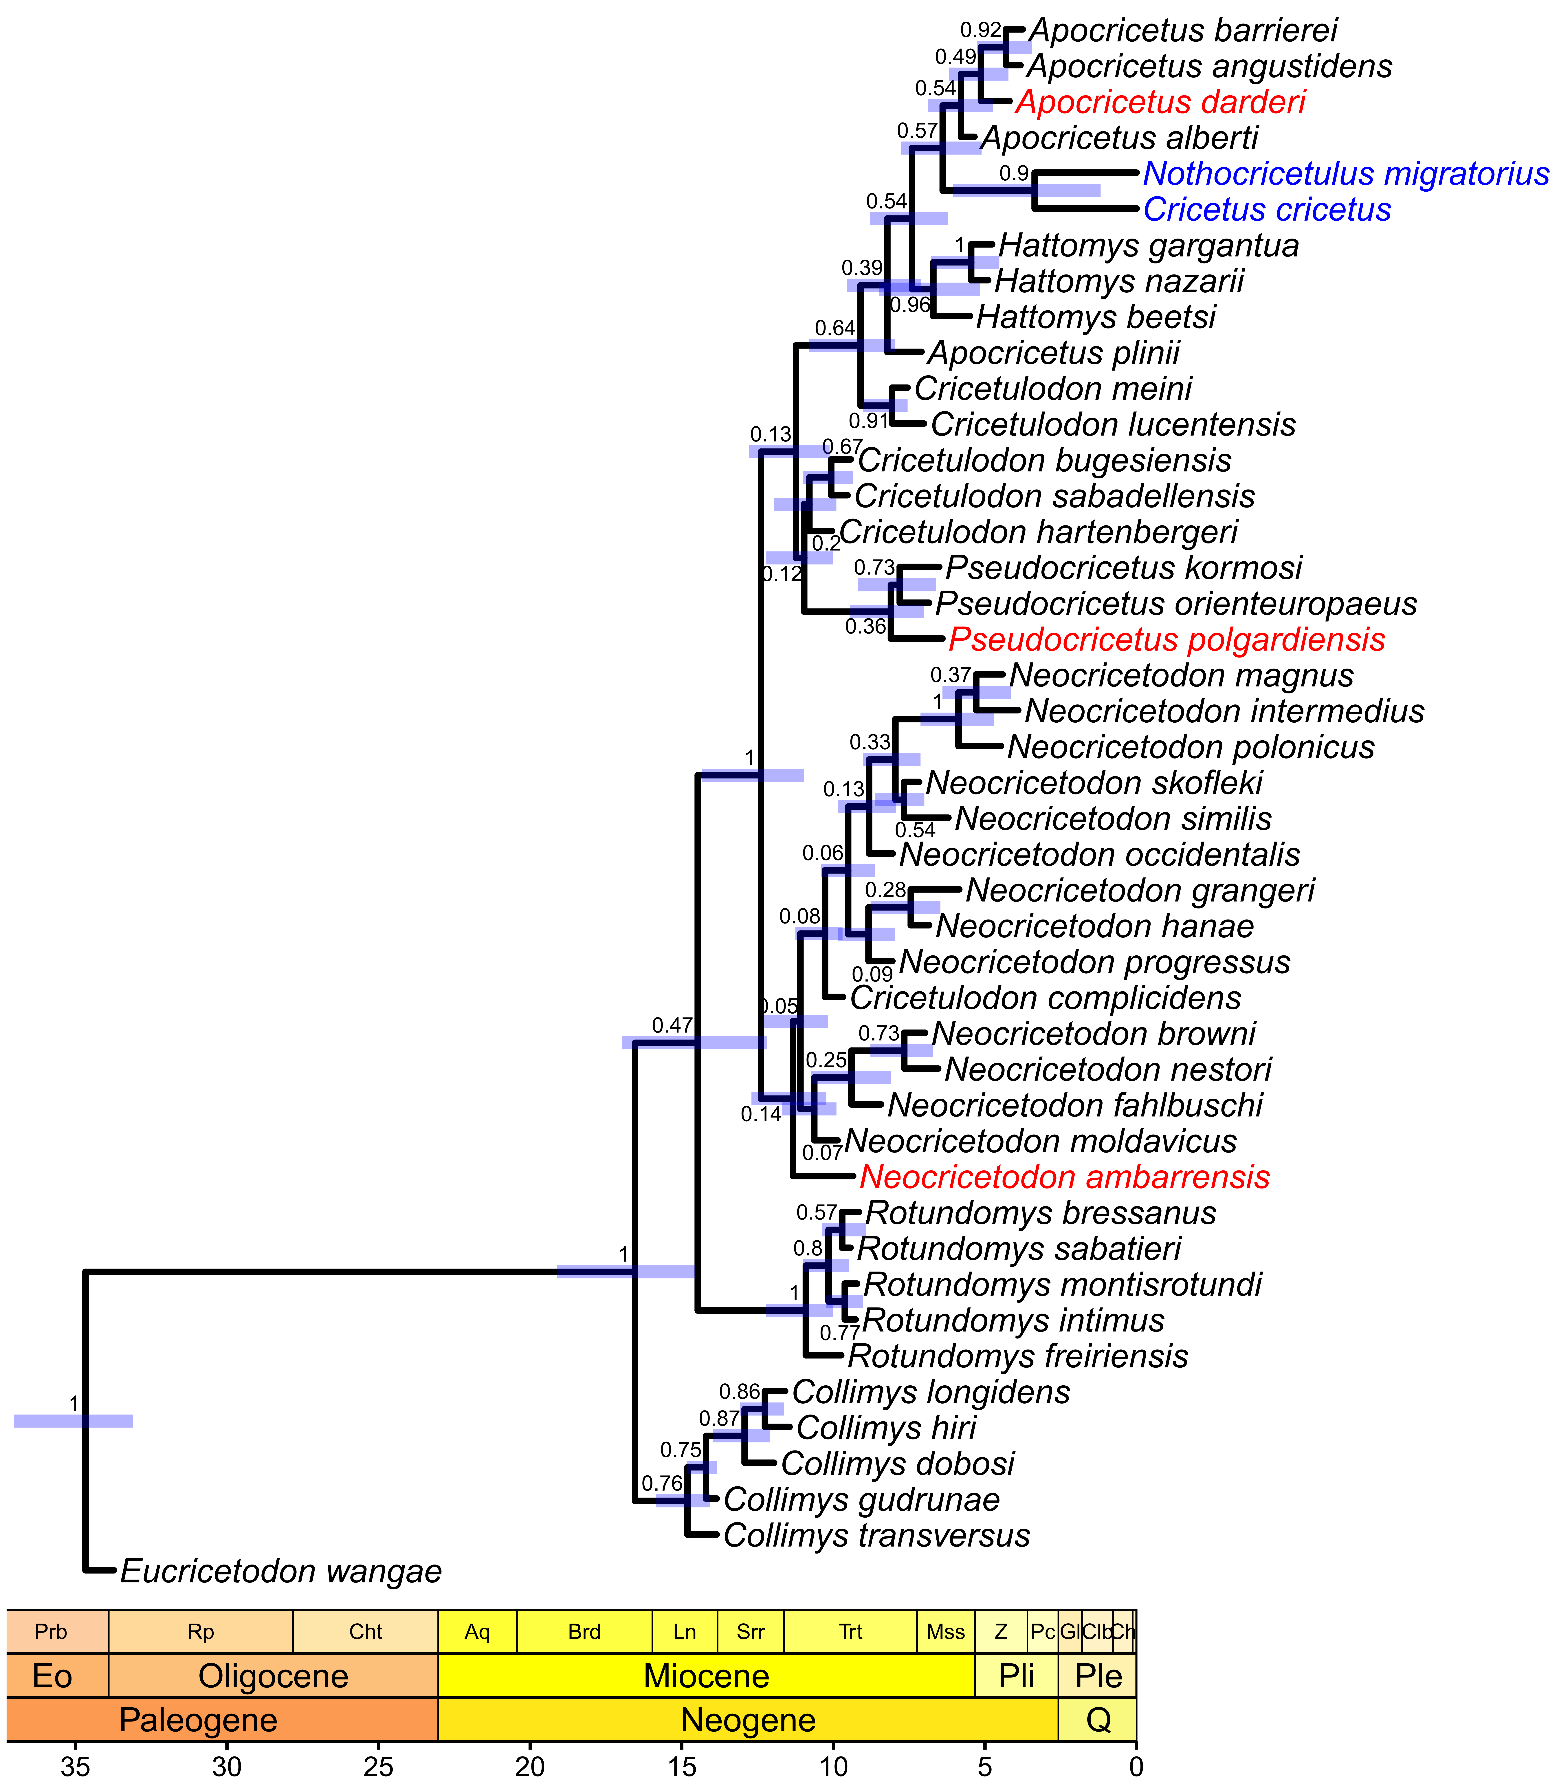 0.92
Apocricetus barrierei
0.49
Apocricetus angustidens
0.54
Apocricetus darderi
0.57
Apocricetus alberti
0.9
Nothocricetulus migratorius
0.54
Cricetus cricetus
1
Hattomys gargantua
0.39
Hattomys nazarii
0.96
Hattomys beetsi
0.64
Apocricetus plinii
Cricetulodon meini
0.91
Cricetulodon lucentensis
0.13
0.67
Cricetulodon bugesiensis
Cricetulodon sabadellensis
Cricetulodon hartenbergeri
0.2
0.12
0.73
Pseudocricetus kormosi
Pseudocricetus orienteuropaeus
0.36
Pseudocricetus polgardiensis
0.37
Neocricetodon magnus
1
Neocricetodon intermedius
0.33
Neocricetodon polonicus
1
Neocricetodon skofleki
0.13
Neocricetodon similis
0.54
0.06
Neocricetodon occidentalis
0.28
Neocricetodon grangeri
0.08
Neocricetodon hanae
Neocricetodon progressus
0.09
Cricetulodon complicidens
0.05
0.47
0.73
Neocricetodon browni
0.25
Neocricetodon nestori
Neocricetodon fahlbuschi
0.14
Neocricetodon moldavicus
0.07
Neocricetodon ambarrensis
0.57
Rotundomys bressanus
0.8
Rotundomys sabatieri
1
1
Rotundomys montisrotundi
Rotundomys intimus
0.77
Rotundomys freiriensis
0.86
Collimys longidens
1
0.87
Collimys hiri
0.75
Collimys dobosi
0.76
Collimys gudrunae
Collimys transversus
Eucricetodon wangae
Prb Rp Cht Aq Brd Ln Srr Trt Mss Z Pc Gl Clb Ch
Eo Oligocene Miocene Pli Ple
Paleogene Neogene Q
35 30 25 20 15 10 5 0